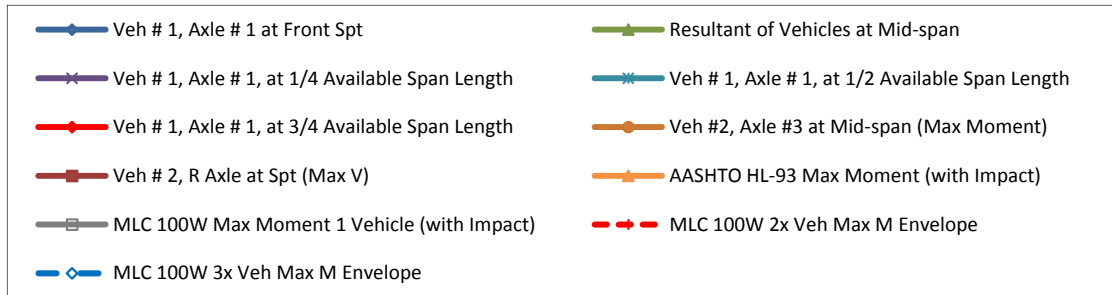 Veh # 1, Axle # 1 at Front Spt
Resultant of Vehicles at Mid-span
Veh # 1, Axle # 1, at 1/4 Available Span Length
Veh # 1, Axle # 1, at 1/2 Available Span Length
Veh # 1, Axle # 1, at 3/4 Available Span Length
Veh #2, Axle #3 at Mid-span (Max Moment)
Veh # 2, R Axle at Spt (Max V)
AASHTO HL-93 Max Moment (with Impact)
MLC 100W Max Moment 1 Vehicle (with Impact)
MLC 100W 2x Veh Max M Envelope
MLC 100W 3x Veh Max M Envelope